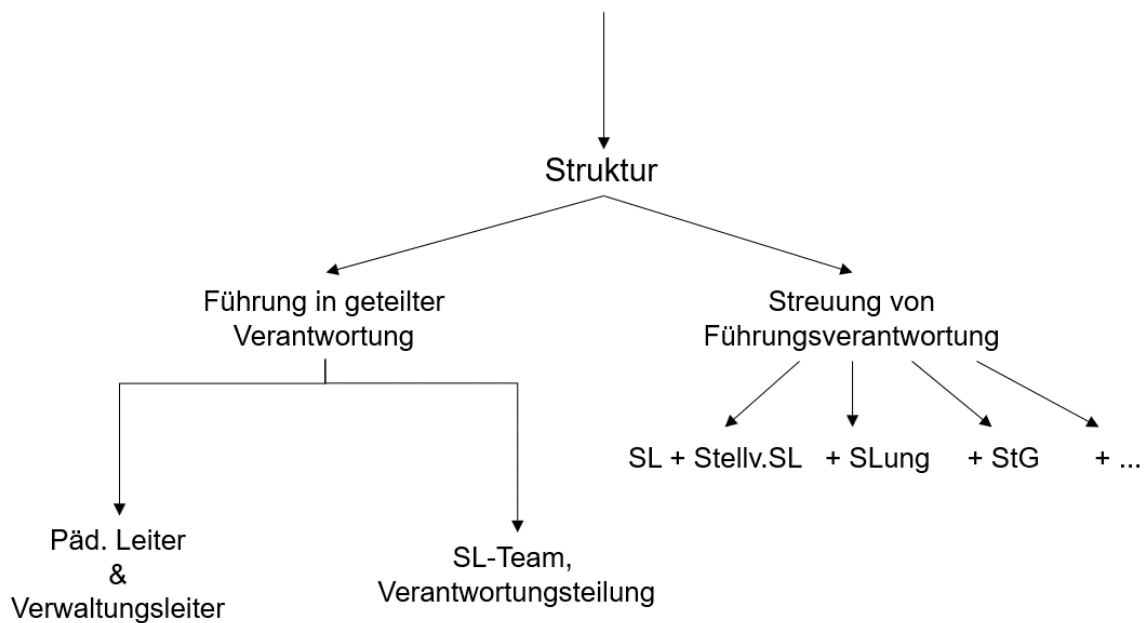 Struktur
Führung in geteilter
Verantwortung
Streuung von
Führungsverantwortung
SL + Stellv.SL + SLung + StG + ...
Päd. Leiter
&
Verwaltungsleiter
SL-Team,
Verantwortungsteilung